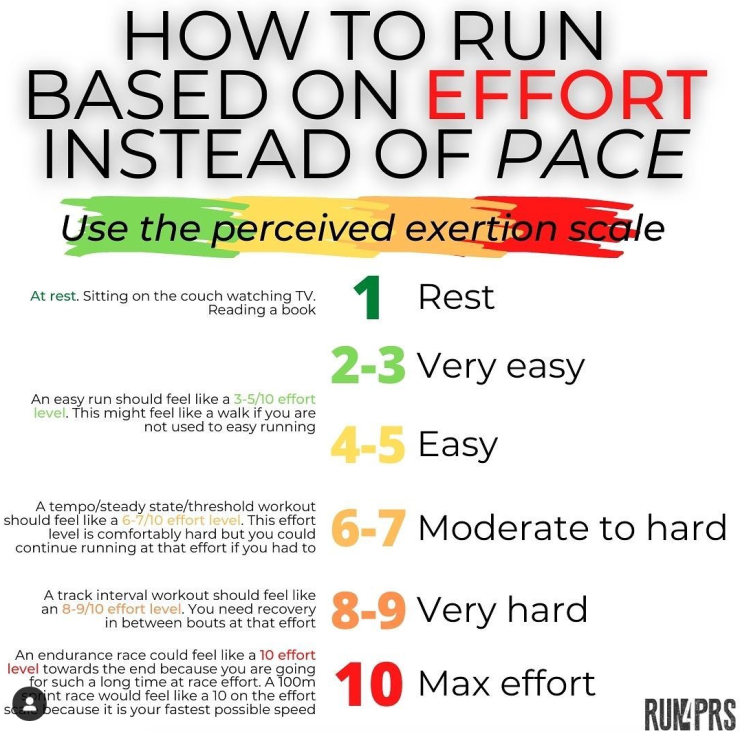 HOW TO RUN
BASED ON EFFORT
INSTEAD OF PACE
Use the perceived exertion scale
At rest. Sitting on the couch watching TV.
Reading a book
1 Rest
2-3 Very easy
An easy run should feel like a 3-5/10 effort
level. This might feel like a walk if you are
not used to easy running
4-5 Easy
A tempo/steady state/threshold workout
should feel like a 6-7/10 effort level. This effort
level is comfortably hard but you could
continue running at that effort if you had to
6-7 Moderate to hard
A track interval workout should feel like
an 8-9/10 effort level. You need recovery
in between bouts at that effort
8-9 Very hard
An endurance race could feel like a 10 effort
level towards the end because you are going
for such a long time at race effort. A 100m
sprint race would feel like a 10 on the effort
scale because it is your fastest possible speed
10 Max effort
RUN4PRS